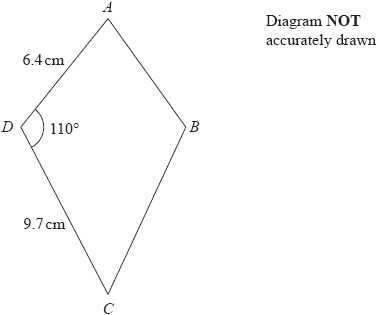 A
Diagram NOT
accurately drawn
6.4 cm
D
110°
B
9.7 cm
C